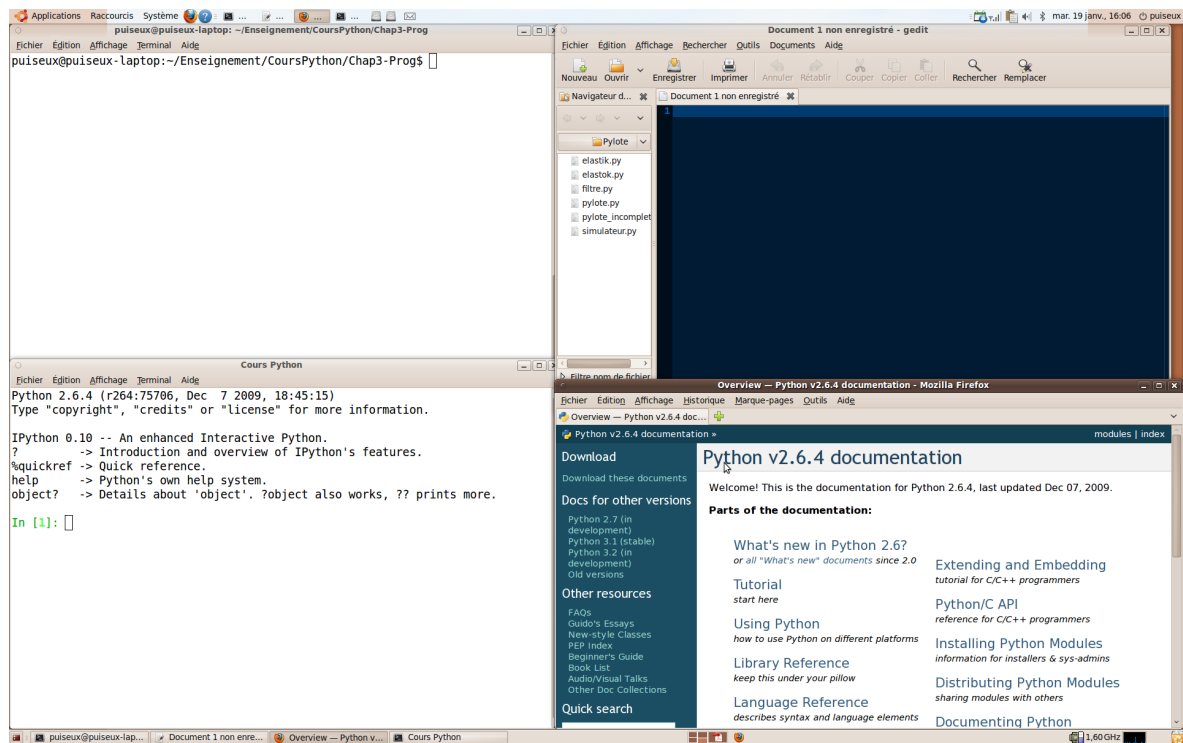 Applications Raccourcis Système ... ... ... ... mar. 19 janv., 16:06 puiseux
puiseux@puiseux-laptop: ~/Enseignement/CoursPython/Chap3-Prog
Fichier Édition Affichage Terminal Aide
puiseux@puiseux-laptop:~/Enseignement/CoursPython/Chap3-Prog$
Document 1 non enregistré - gedit
Fichier Édition Affichage Rechercher Outils Documents Aide
Nouveau Ouvrir Enregistrer Imprimer Annuler Rétablir Couper Copier Coller Rechercher Remplacer
Navigateur d... Document 1 non enregistré
1
Pylote
elastik.py
elastok.py
filtre.py
pylote.py
pylote_incomplet
simulateur.py
Filtre nom de fichier
Cours Python
Fichier Édition Affichage Terminal Aide
Python 2.6.4 (r264:75706, Dec 7 2009, 18:45:15)
Type "copyright", "credits" or "license" for more information.
IPython 0.10 -- An enhanced Interactive Python.
? -> Introduction and overview of IPython's features.
%quickref -> Quick reference.
help -> Python's own help system.
object? -> Details about 'object'. ?object also works, ?? prints more.
In [1]:
Overview — Python v2.6.4 documentation - Mozilla Firefox
Fichier Édition Affichage Historique Marque-pages Outils Aide
Overview — Python v2.6.4 doc...
Python v2.6.4 documentation » modules | index
Download
Download these documents
Docs for other versions
Python 2.7 (in
development)
Python 3.1 (stable)
Python 3.2 (in
development)
Old versions
Other resources
FAQs
Guido's Essays
New-style Classes
PEP Index
Beginner's Guide
Book List
Audio/Visual Talks
Other Doc Collections
Quick search
Python v2.6.4 documentation
Welcome! This is the documentation for Python 2.6.4, last updated Dec 07, 2009.
Parts of the documentation:
What's new in Python 2.6?
or all "What's new" documents since 2.0
Tutorial
start here
Using Python
how to use Python on different platforms
Library Reference
keep this under your pillow
Language Reference
describes syntax and language elements
Extending and Embedding
tutorial for C/C++ programmers
Python/C API
reference for C/C++ programmers
Installing Python Modules
information for installers & sys-admins
Distributing Python Modules
sharing modules with others
Documenting Python
puiseux@puiseux-lap... Document 1 non enre... Overview — Python v... Cours Python 1,60 GHz